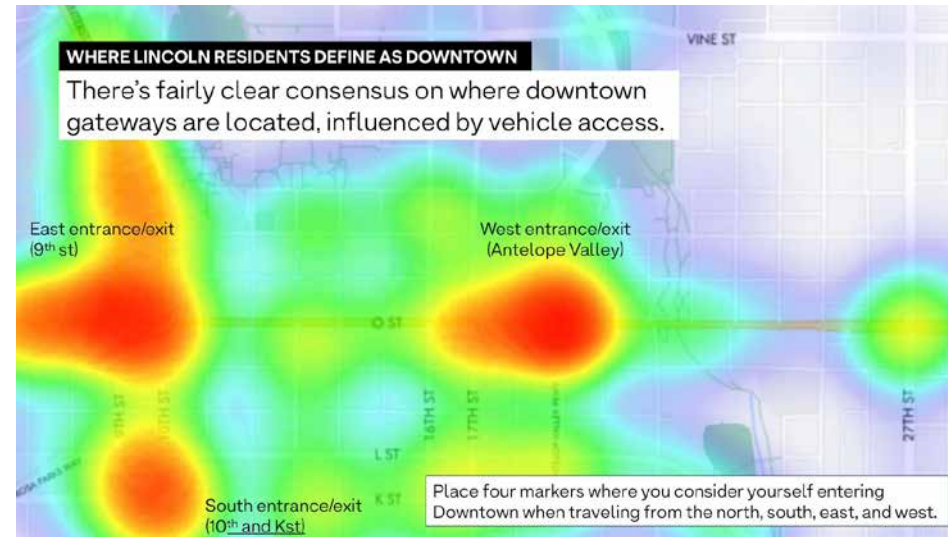 VINE ST
WHERE LINCOLN RESIDENTS DEFINE AS DOWNTOWN
There's fairly clear consensus on where downtown
gateways are located, influenced by vehicle access.
East entrance/exit
(9th st)
West entrance/exit
(Antelope Valley)
O ST
9TH ST
10TH ST
16TH ST
17TH ST
27TH ST
L ST
K ST
ROSA PARKS WAY
South entrance/exit
(10th and Kst)
Place four markers where you consider yourself entering
Downtown when traveling from the north, south, east, and west.